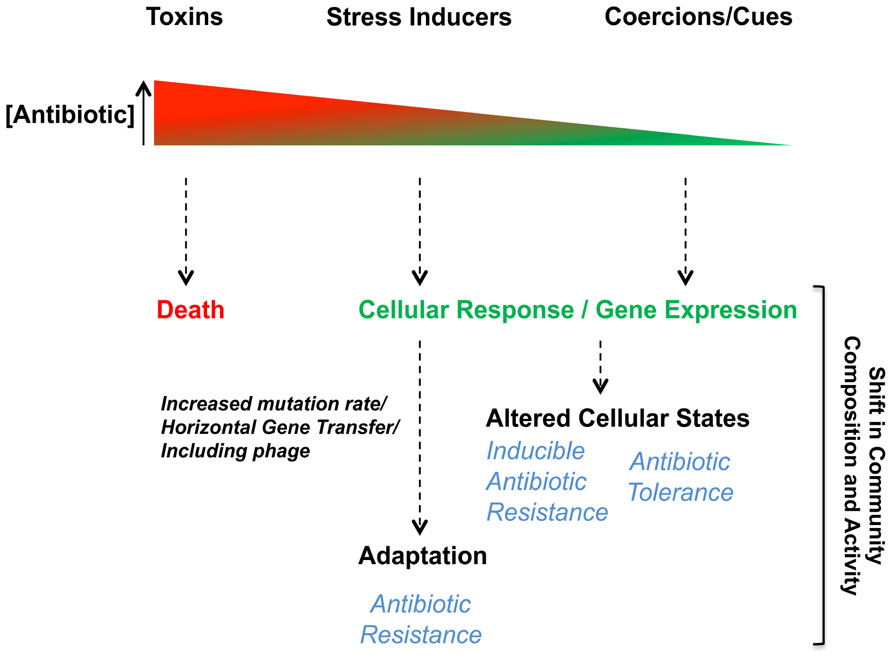 Toxins
Stress Inducers
Coercions/Cues
[Antibiotic]
Death
Cellular Response / Gene Expression
Increased mutation rate/
Horizontal Gene Transfer/
Including phage
Altered Cellular States
Inducible
Antibiotic
Resistance
Antibiotic
Tolerance
Adaptation
Antibiotic
Resistance
Shift in Community
Composition and Activity